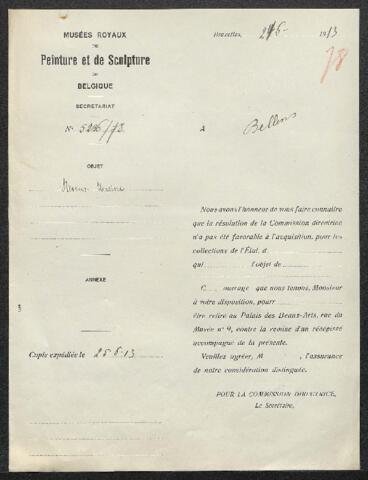 MUSÉES ROYAUX
DE
Peinture et de Sculpture
DE
BELGIQUE
SECRÉTARIAT
N° 5206/13
OBJET
ANNEXE
Copie expédiée le 25-6-13
Bruxelles, 1913
78
A
Nous avons l'honneur de vous faire connaître
que la résolution de la Commission directrice
n'a pas été favorable à l'acquisition, pour les
collections de l'État, d
qui l'objet de
C ouvrage que nous tenons, Monsieur
à votre disposition, pourr
être retiré au Palais des Beaux-Arts, rue du
Musée n° 9, contre la remise d'un récépissé
accompagné de la présente.
Veuillez agréer, M , l'assurance
de notre considération distinguée.
POUR LA COMMISSION DIRECTRICE,
Le Secrétaire,